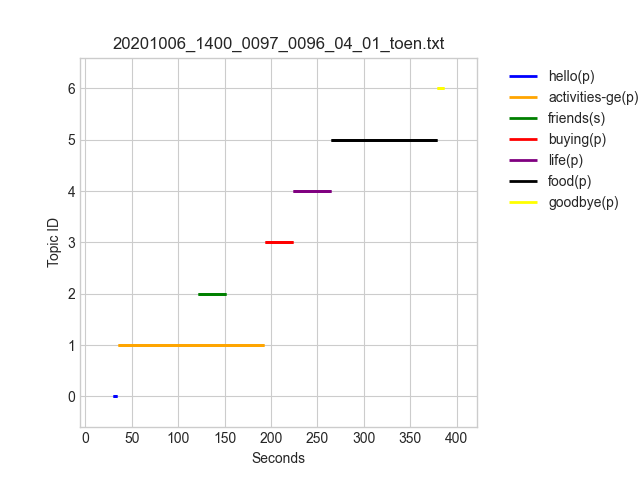 20201006_1400_0097_0096_04_01_toen.txt
6
5
4
3
2
1
0
Topic ID
0 50 100 150 200 250 300 350 400
Seconds
hello(p)
activities-ge(p)
friends(s)
buying(p)
life(p)
food(p)
goodbye(p)